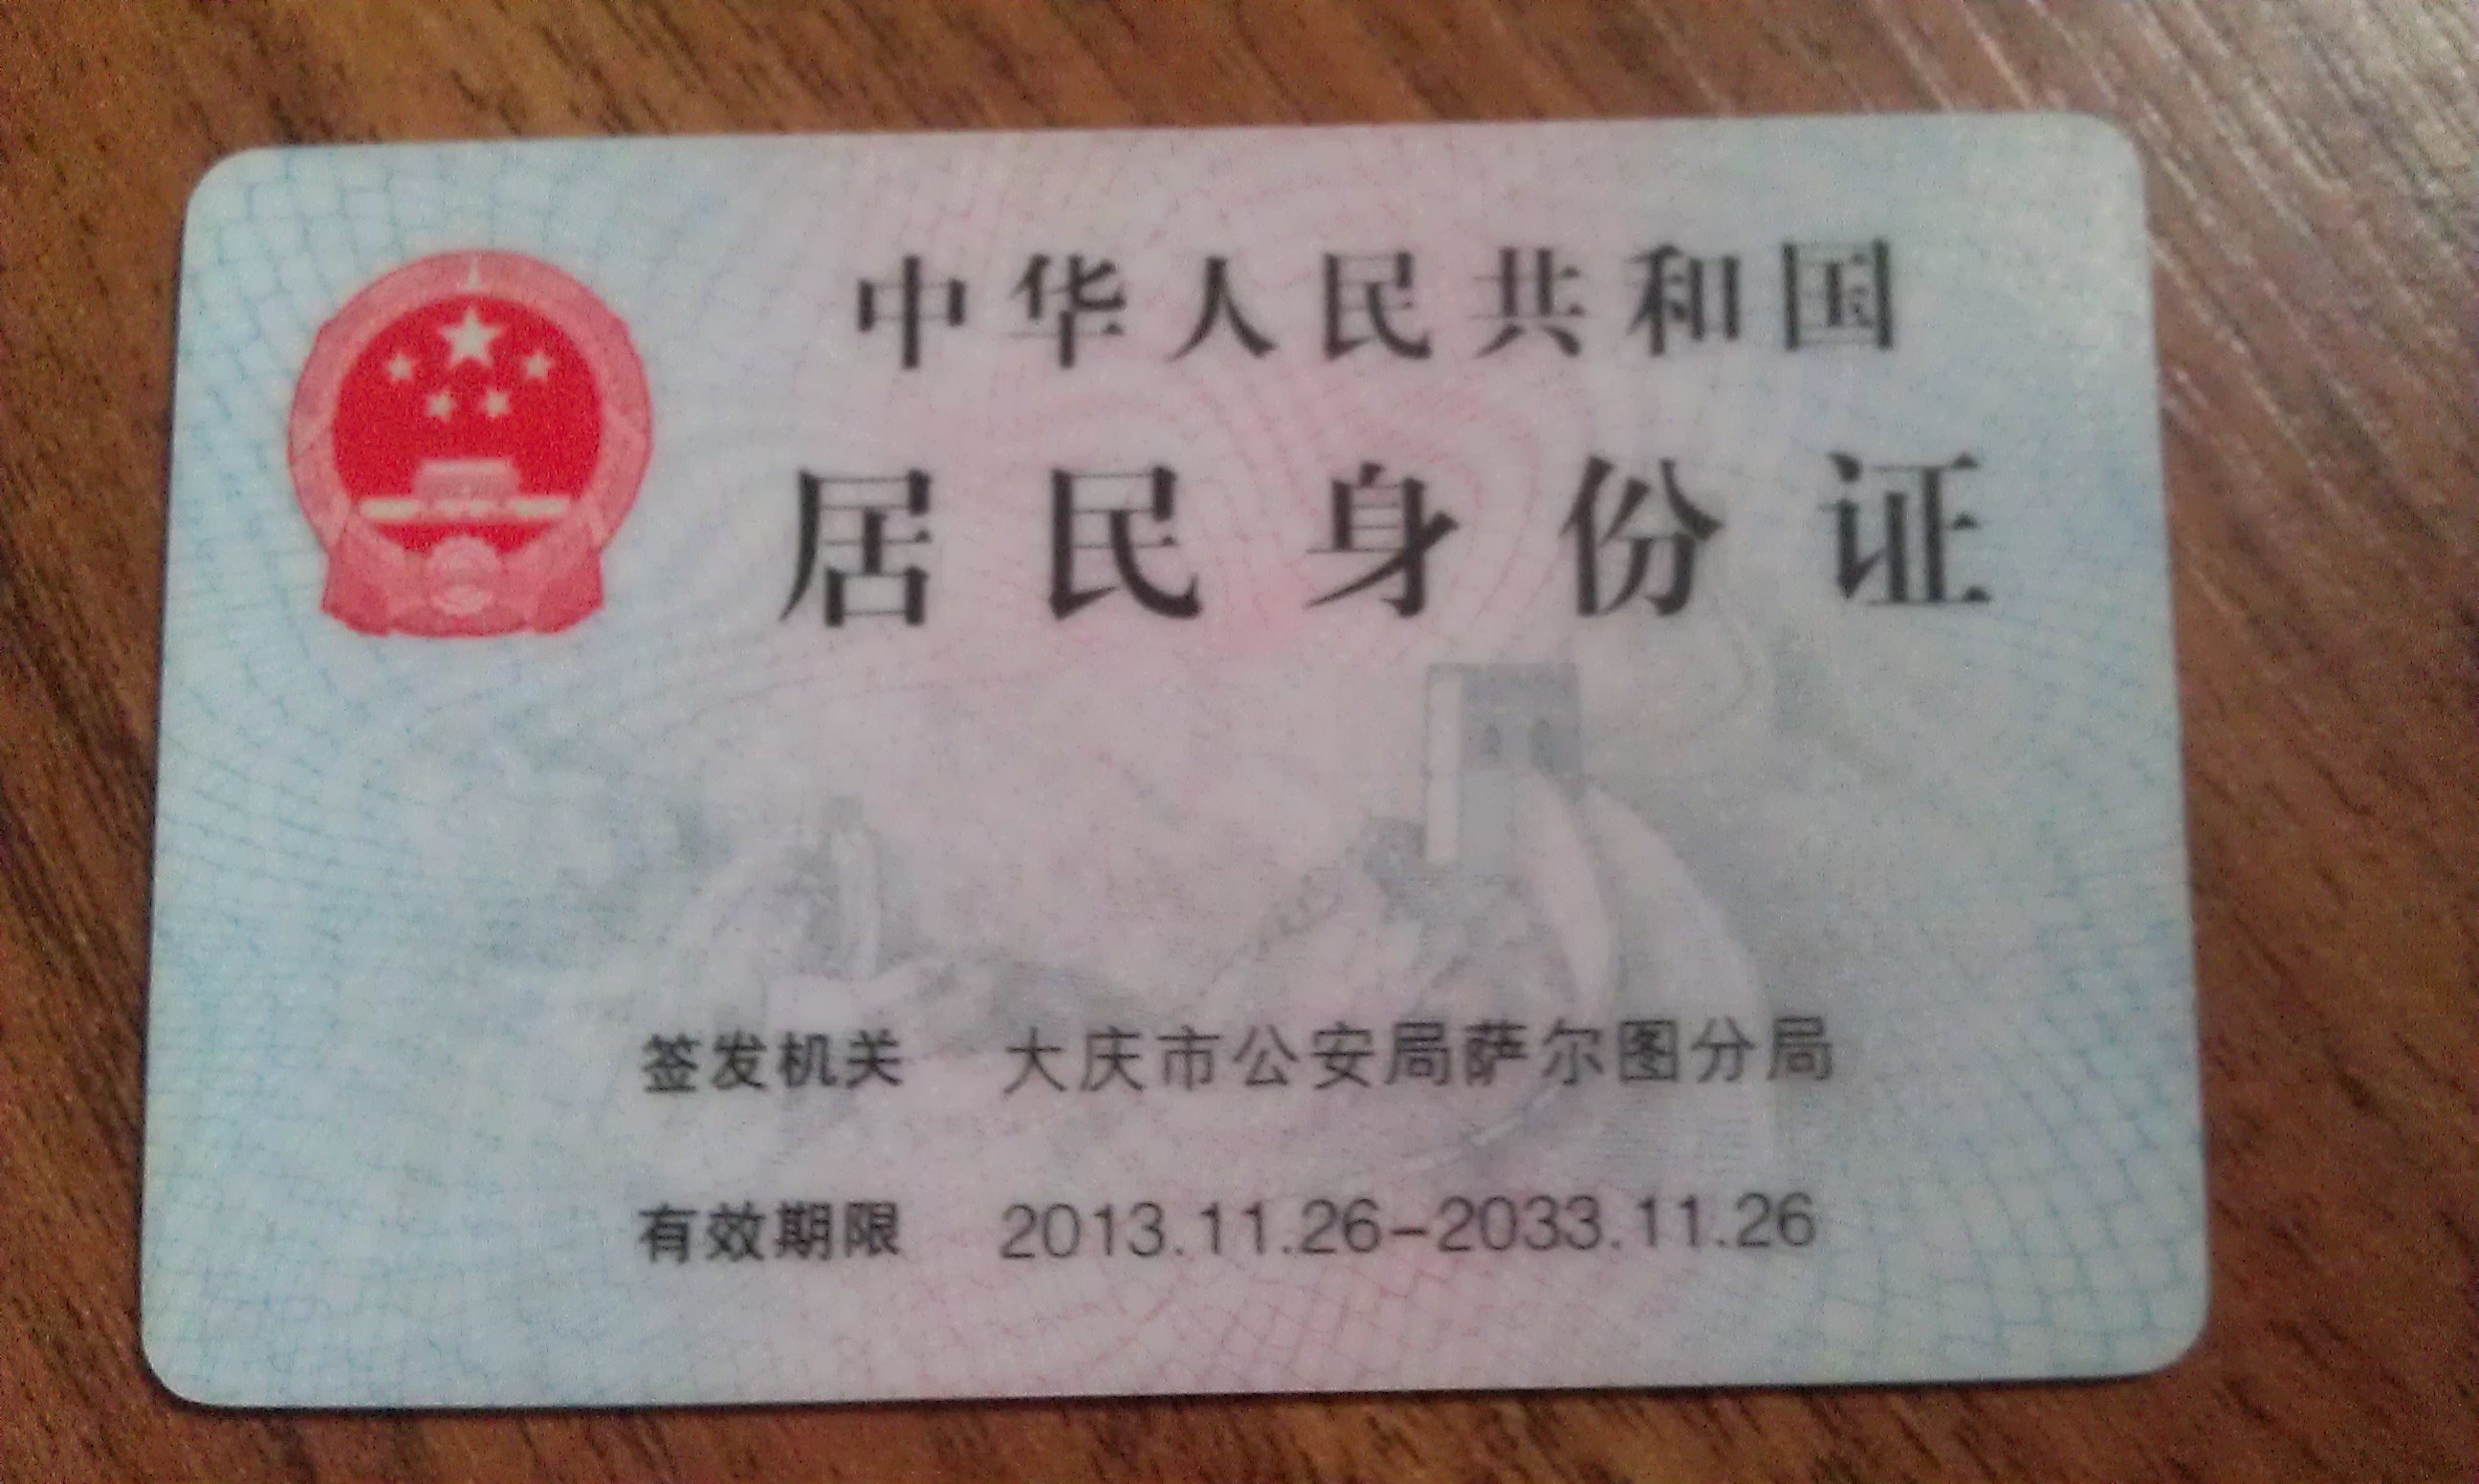 中华人民共和国
居民身份证
签发机关 大庆市公安局萨尔图分局
有效期限 2013.11.26-2033.11.26